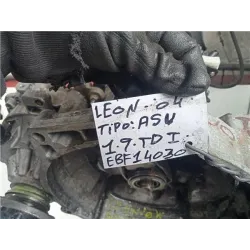 LEON-04
TIPO:ASV
1.9 TDI
EBF14030